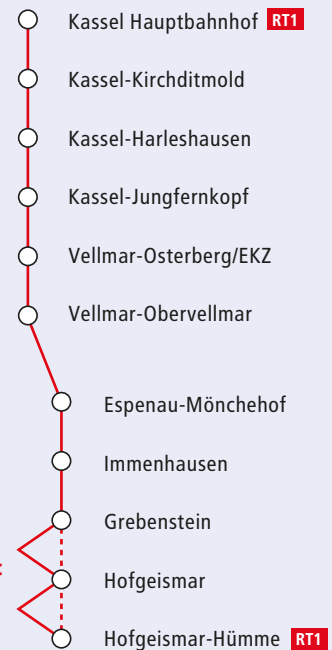 Kassel Hauptbahnhof RT1
Kassel-Kirchditmold
Kassel-Harleshausen
Kassel-Jungfernkopf
Vellmar-Osterberg/EKZ
Vellmar-Obervellmar
Espenau-Mönchehof
Immenhausen
Grebenstein
Hofgeismar
Hofgeismar-Hümme RT1